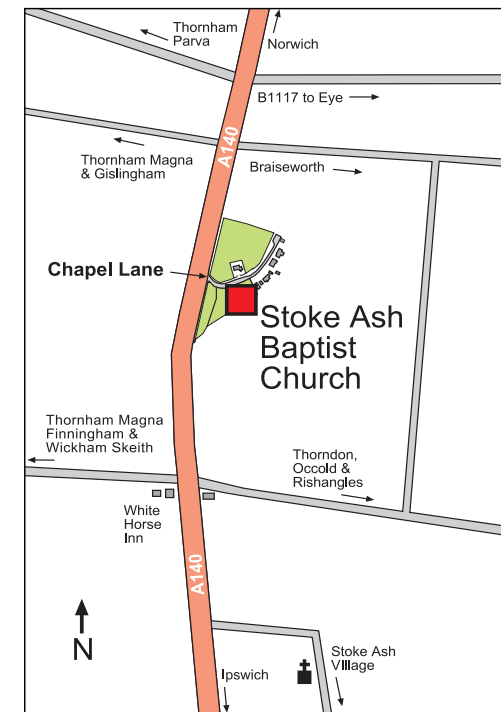 Thornham
Parva
Norwich
B1117 to Eye
A140
Thornham Magna
& Gislingham
Braiseworth
Chapel Lane
Stoke Ash
Baptist
Church
Thornham Magna
Finningham &
Wickham Skeith
Thorndon,
Occold &
Rishangles
White
Horse
Inn
A140
N
Stoke Ash
VIllage
Ipswich